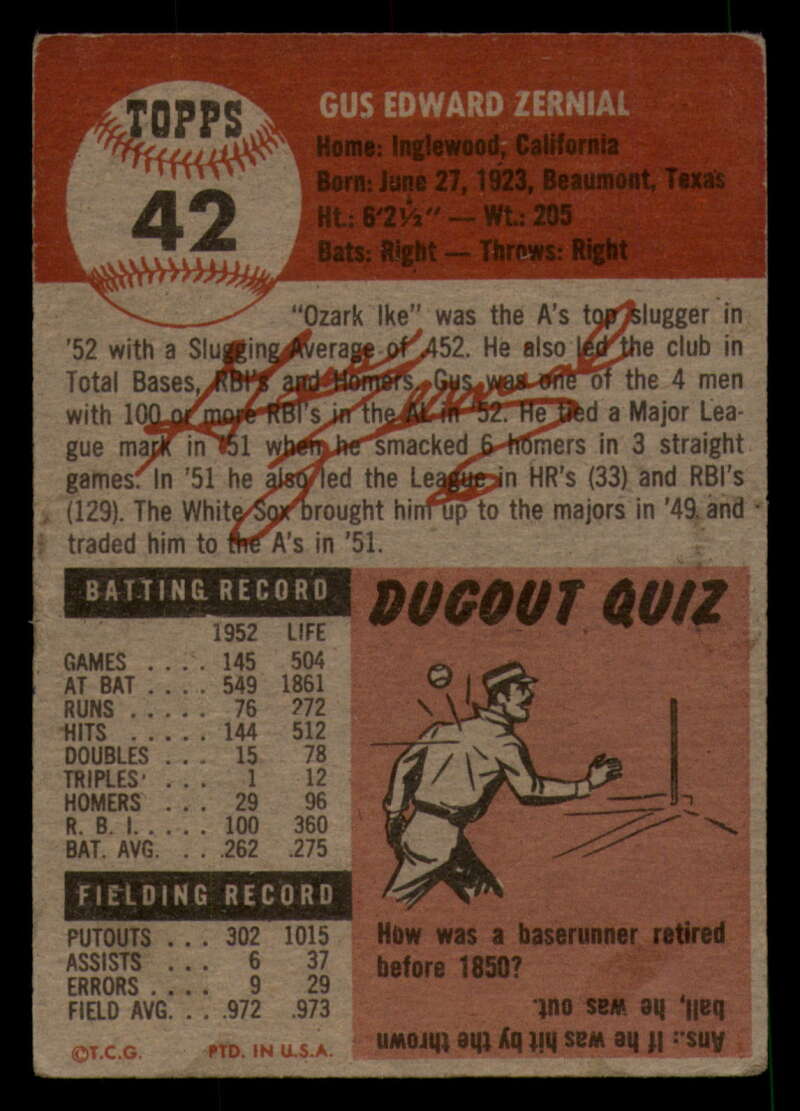 TOPPS
42
GUS EDWARD ZERNIAL
Home: Inglewood, California
Born: June 27, 1923, Beaumont, Texas
Ht.: 6'2½" — Wt.: 205
Bats: Right — Throws: Right
"Ozark Ike" was the A's top slugger in
'52 with a Slugging Average of .452. He also led the club in
Total Bases, RBI's and Homers. Gus was one of the 4 men
with 100 or more RBI's in the AL in '52. He tied a Major Lea-
gue mark in '51 when he smacked 6 homers in 3 straight
games. In '51 he also led the League in HR's (33) and RBI's
(129). The White Sox brought him up to the majors in '49 and
traded him to the A's in '51.
Gus Zernial
BATTING RECORD
1952 LIFE
GAMES .... 145 504
AT BAT .... 549 1861
RUNS ..... 76 272
HITS ..... 144 512
DOUBLES ... 15 78
TRIPLES ... 1 12
HOMERS ... 29 96
R. B. I. .... 100 360
BAT. AVG. ... .262 .275
FIELDING RECORD
PUTOUTS ... 302 1015
ASSISTS ... 6 37
ERRORS .... 9 29
FIELD AVG. .. .972 .973
©T.C.G. PTD. IN U.S.A.
DUGOUT QUIZ
How was a baserunner retired
before 1850?
Ans.: If he was hit by the thrown
ball, he was out.